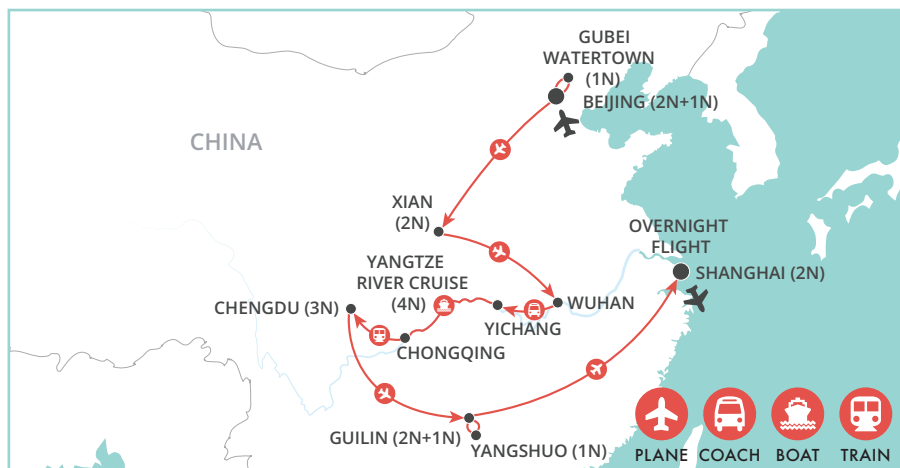 GUBEI
WATERTOWN
(1N)
BEIJING (2N+1N)
CHINA
XIAN
(2N)
OVERNIGHT
FLIGHT
SHANGHAI (2N)
YANGTZE
RIVER CRUISE
(4N)
CHENGDU (3N)
WUHAN
YICHANG
CHONGQING
GUILIN (2N+1N)
YANGSHUO (1N)
PLANE
COACH
BOAT
TRAIN